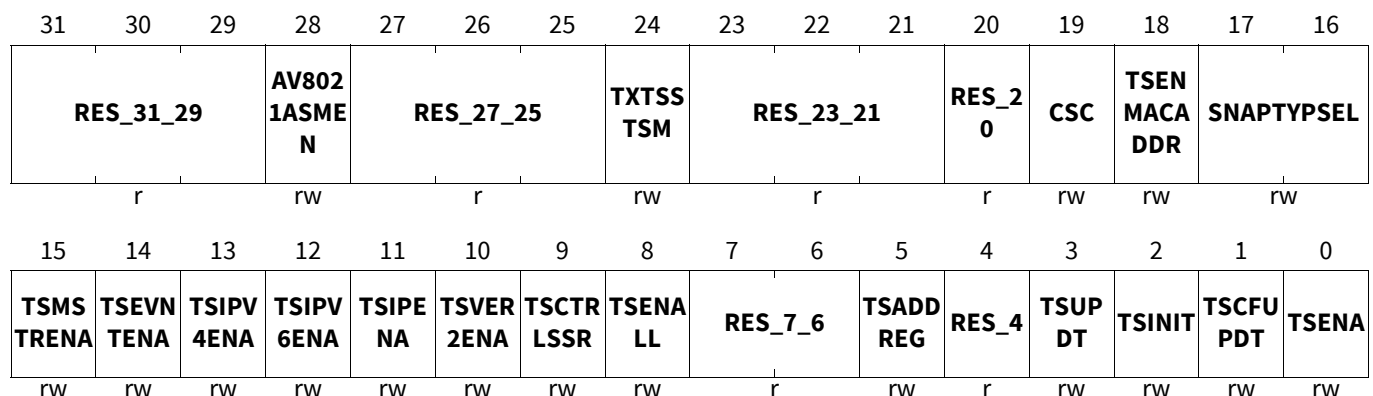 31 30 29 28 27 26 25 24 23 22 21 20 19 18 17 16
RES_31_29
AV802
1ASME
N
RES_27_25
TXTSS
TSM
RES_23_21
RES_2
0
CSC
TSEN
MACA
DDR
SNAPTYPSEL
r rw r rw r r rw rw rw
15 14 13 12 11 10 9 8 7 6 5 4 3 2 1 0
TSMS
TRENA
TSEVN
TENA
TSIPV
4ENA
TSIPV
6ENA
TSIPE
NA
TSVER
2ENA
TSCTR
LSSR
TSENA
LL
RES_7_6
TSADD
REG
RES_4
TSUP
DT
TSINIT
TSCFU
PDT
TSENA
rw rw rw rw rw rw rw rw r rw r rw rw rw rw